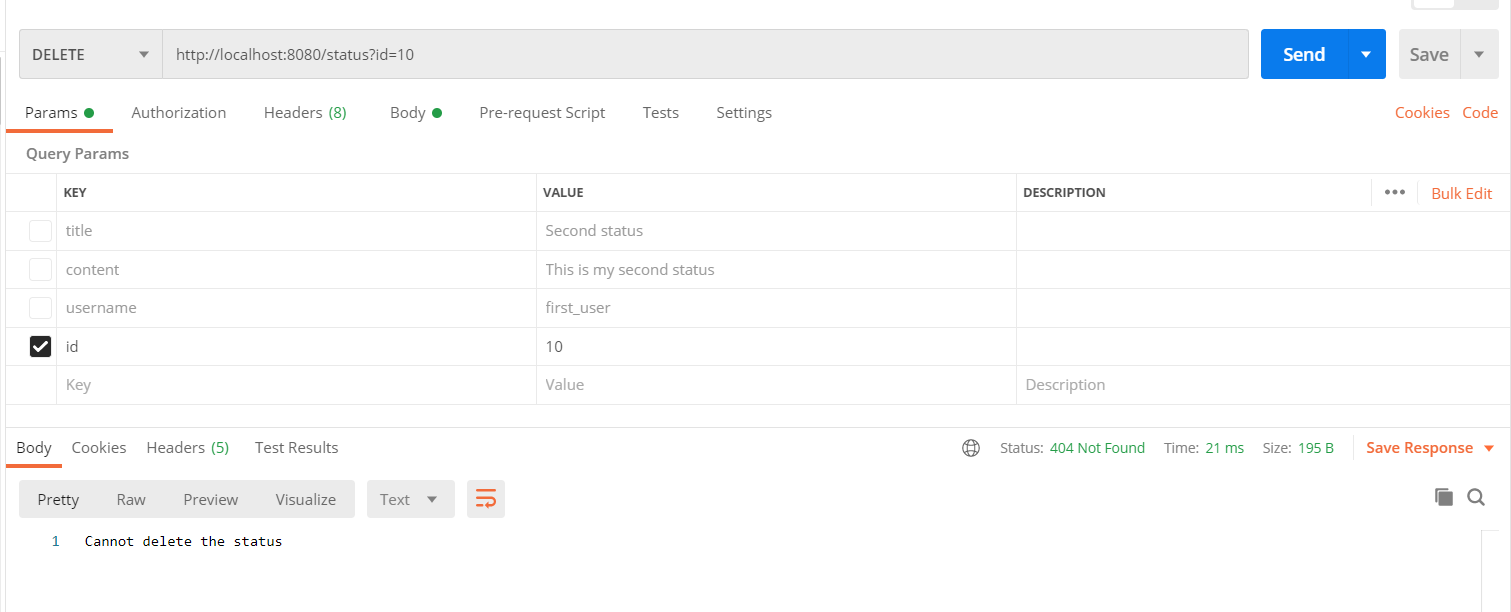 DELETE http://localhost:8080/status?id=10 Send Save
Params Authorization Headers (8) Body Pre-request Script Tests Settings Cookies Code
Query Params
KEY VALUE DESCRIPTION ••• Bulk Edit
title Second status
content This is my second status
username first_user
id 10
Key Value Description
Body Cookies Headers (5) Test Results Status: 404 Not Found Time: 21 ms Size: 195 B Save Response
Pretty Raw Preview Visualize Text
1 Cannot delete the status